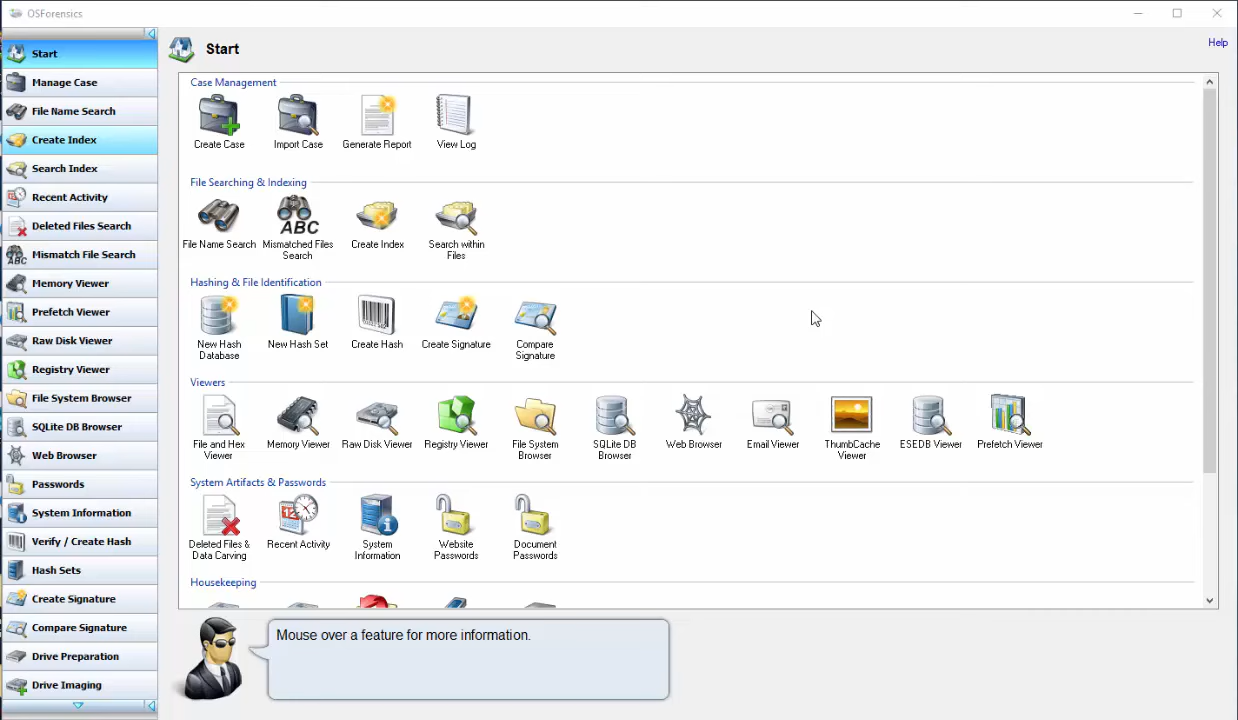 OSForensics
Start
Manage Case
File Name Search
Create Index
Search Index
Recent Activity
Deleted Files Search
Mismatch File Search
Memory Viewer
Prefetch Viewer
Raw Disk Viewer
Registry Viewer
File System Browser
SQLite DB Browser
Web Browser
Passwords
System Information
Verify / Create Hash
Hash Sets
Create Signature
Compare Signature
Drive Preparation
Drive Imaging
Start
Help
Case Management
Create Case
Import Case
Generate Report
View Log
File Searching & Indexing
File Name Search
ABC
Mismatched Files
Search
Create Index
Search within
Files
Hashing & File Identification
New Hash
Database
New Hash Set
Create Hash
Create Signature
Compare
Signature
Viewers
File and Hex
Viewer
Memory Viewer
Raw Disk Viewer
Registry Viewer
File System
Browser
SQLite DB
Browser
Web Browser
Email Viewer
ThumbCache
Viewer
ESEDB Viewer
Prefetch Viewer
System Artifacts & Passwords
Deleted Files &
Data Carving
Recent Activity
System
Information
Website
Passwords
Document
Passwords
Housekeeping
Mouse over a feature for more information.